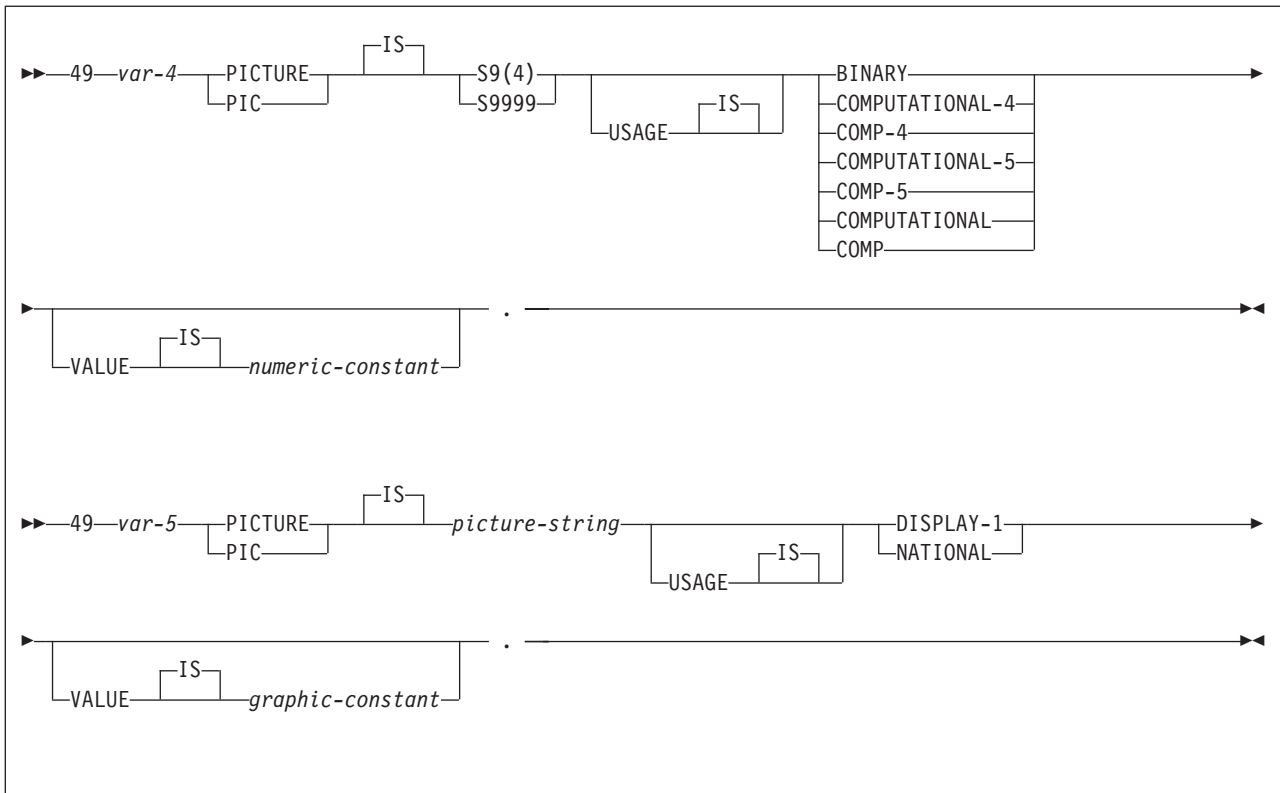 IS
49 var-4 PICTURE S9(4) BINARY
PIC S9999 COMPUTATIONAL-4
USAGE IS COMP-4
COMPUTATIONAL-5
COMP-5
COMPUTATIONAL
COMP
.
IS
VALUE numeric-constant
IS
49 var-5 PICTURE picture-string DISPLAY-1
PIC IS NATIONAL
USAGE
.
IS
VALUE graphic-constant